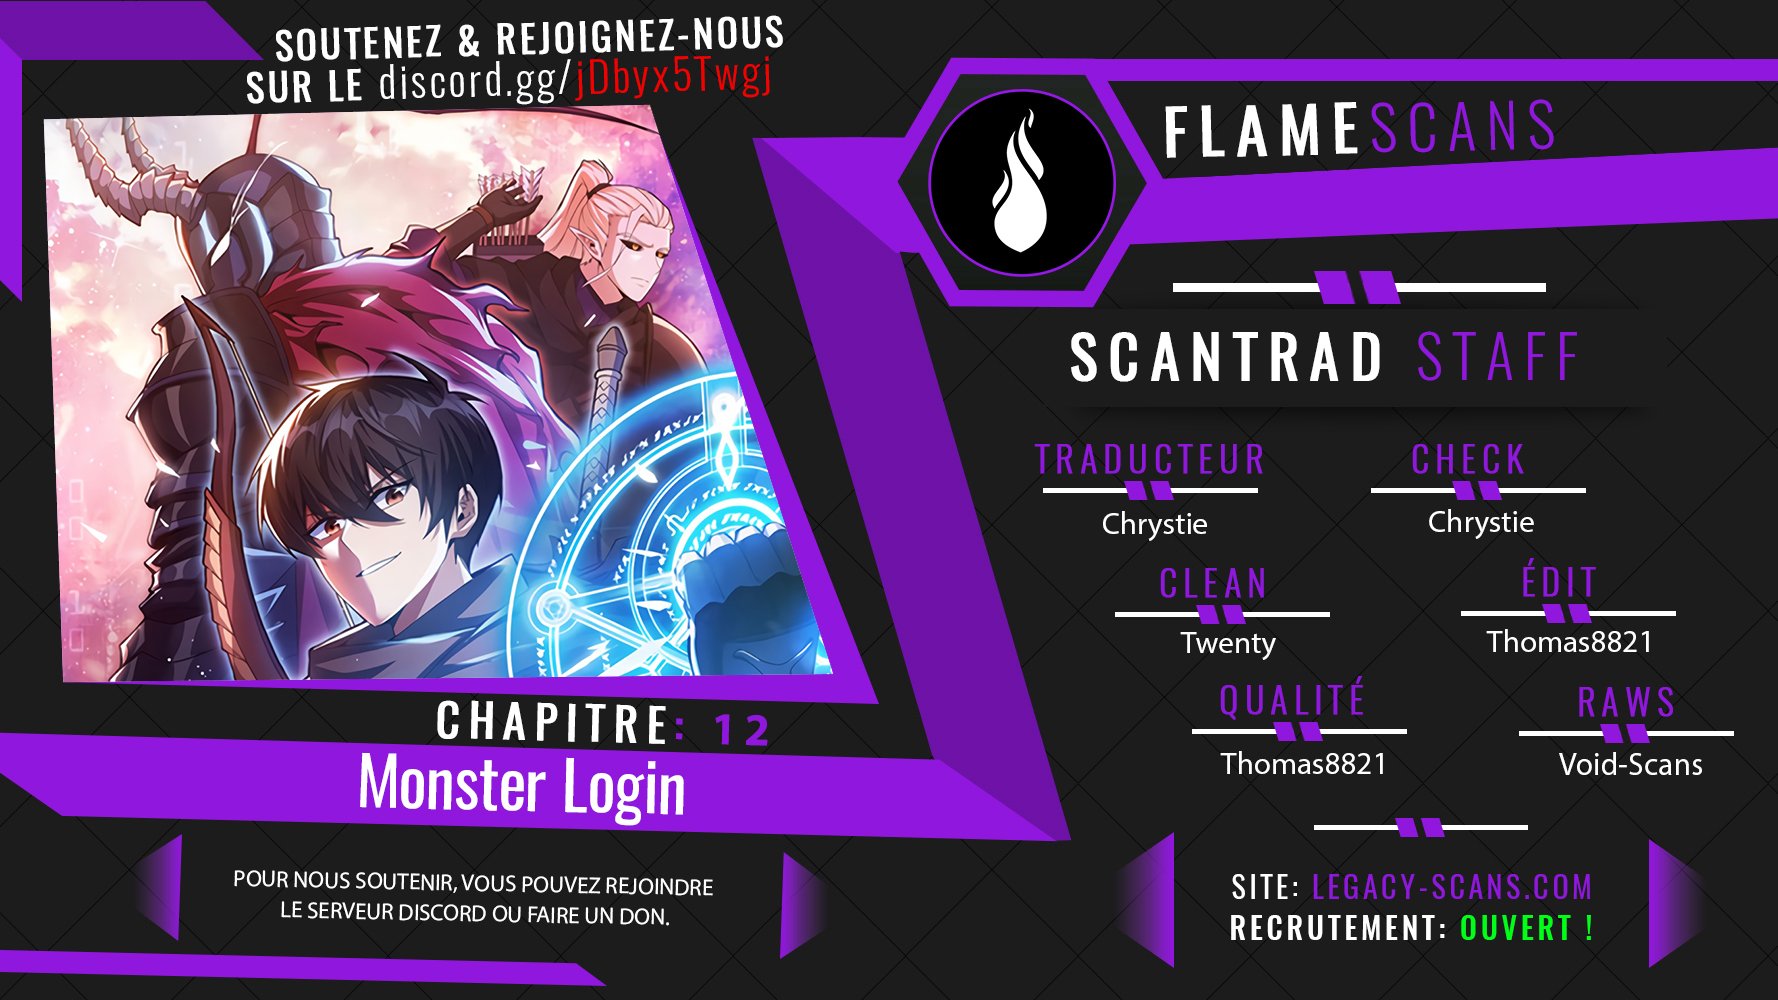 SOUTENEZ & REJOIGNEZ-NOUS
SUR LE discord.gg/jDbyx5Twgj
FLAMESCANS
SCANTRAD STAFF
TRADUCTEUR
Chrystie
CHECK
Chrystie
CLEAN
Twenty
ÉDIT
Thomas8821
QUALITÉ
Thomas8821
RAWS
Void-Scans
CHAPITRE: 12
Monster Login
POUR NOUS SOUTENIR, VOUS POUVEZ REJOINDRE
LE SERVEUR DISCORD OU FAIRE UN DON.
SITE: LEGACY-SCANS.COM
RECRUTEMENT: OUVERT !